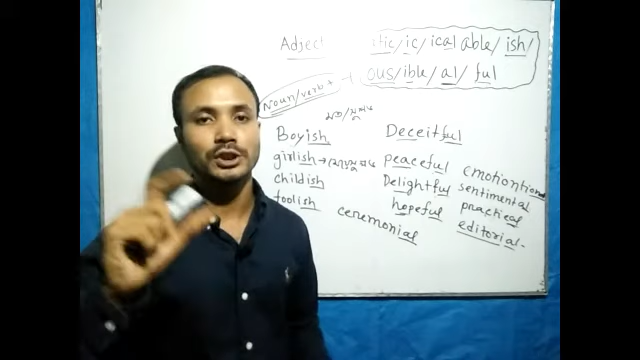 Adject
tic/ic/ical able/ish/
Noun/verb +
ous/ible/al/ful
Boyish
girlish →
childish
foolish
Deceitful
peaceful
Delightful
hopeful
ceremonial
sentimental
practical
editorial